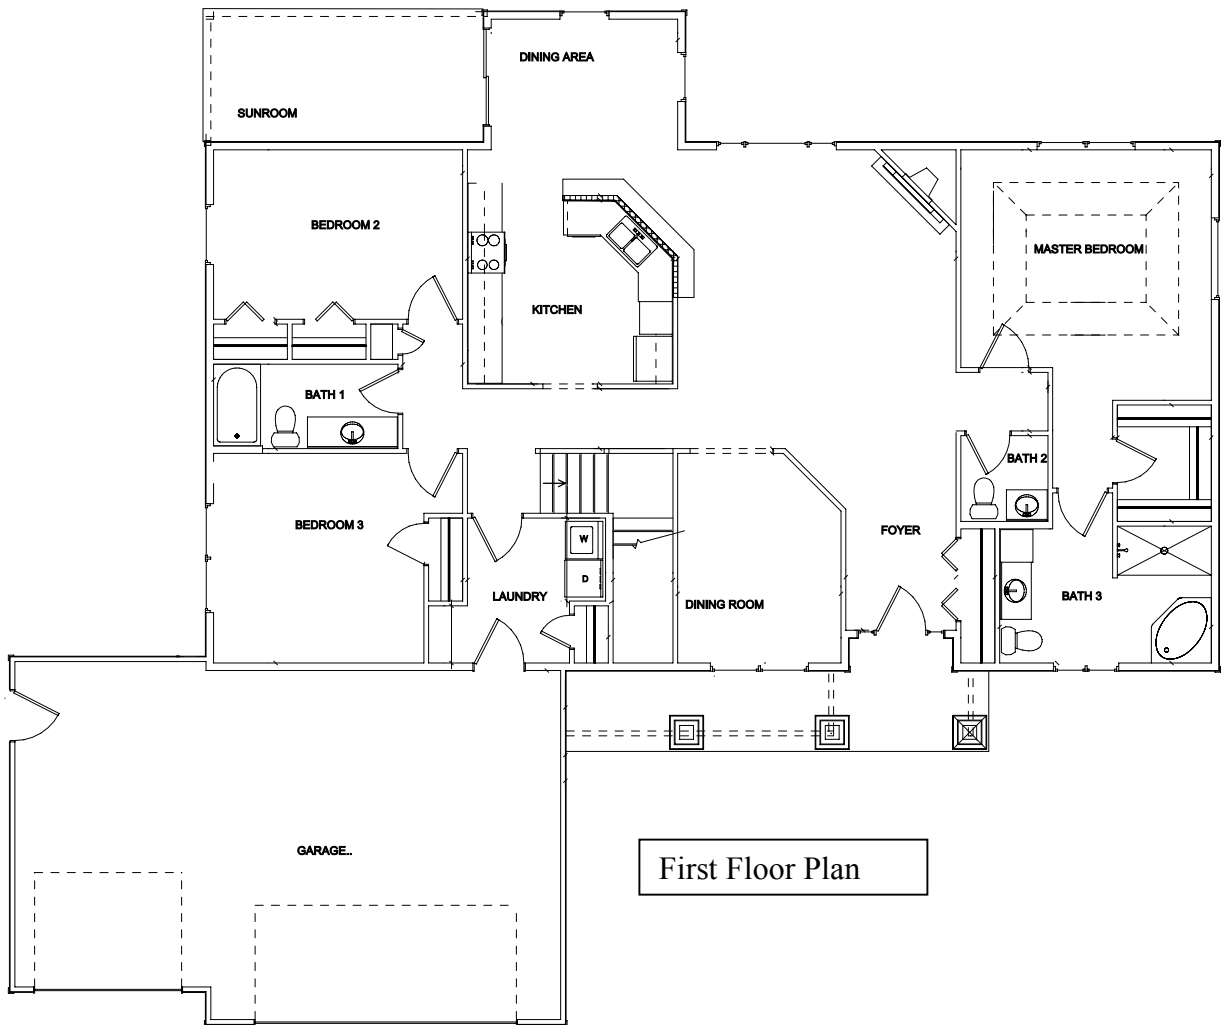 DINING AREA
SUNROOM
BEDROOM 2
MASTER BEDROOM
KITCHEN
BATH 1
BATH 2
BEDROOM 3
FOYER
W
D
LAUNDRY
DINING ROOM
BATH 3
GARAGE..
First Floor Plan